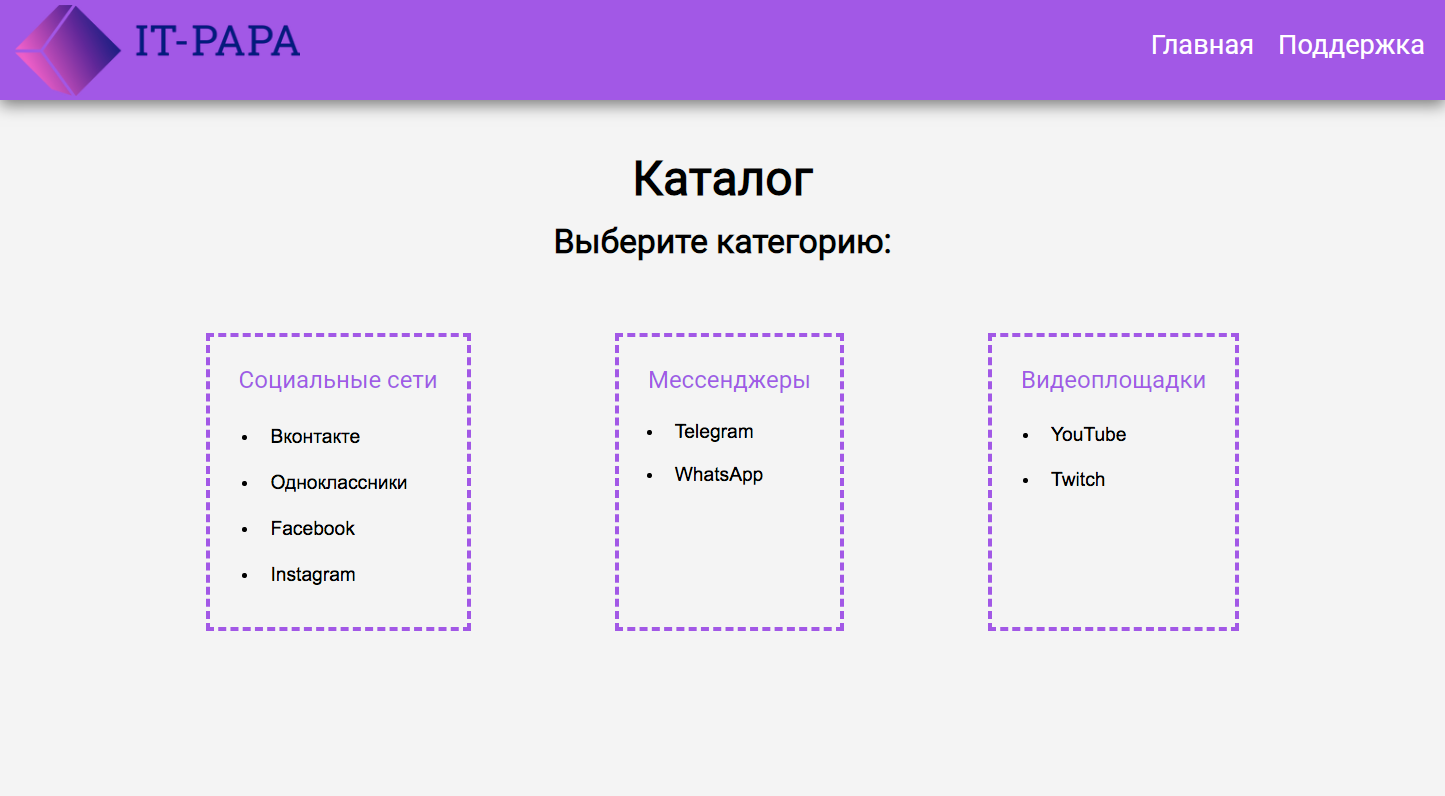 IT-PAPA
Главная Поддержка
Каталог
Выберите категорию:
Социальные сети
Вконтакте
Одноклассники
Facebook
Instagram
Мессенджеры
Telegram
WhatsApp
Видеоплощадки
YouTube
Twitch